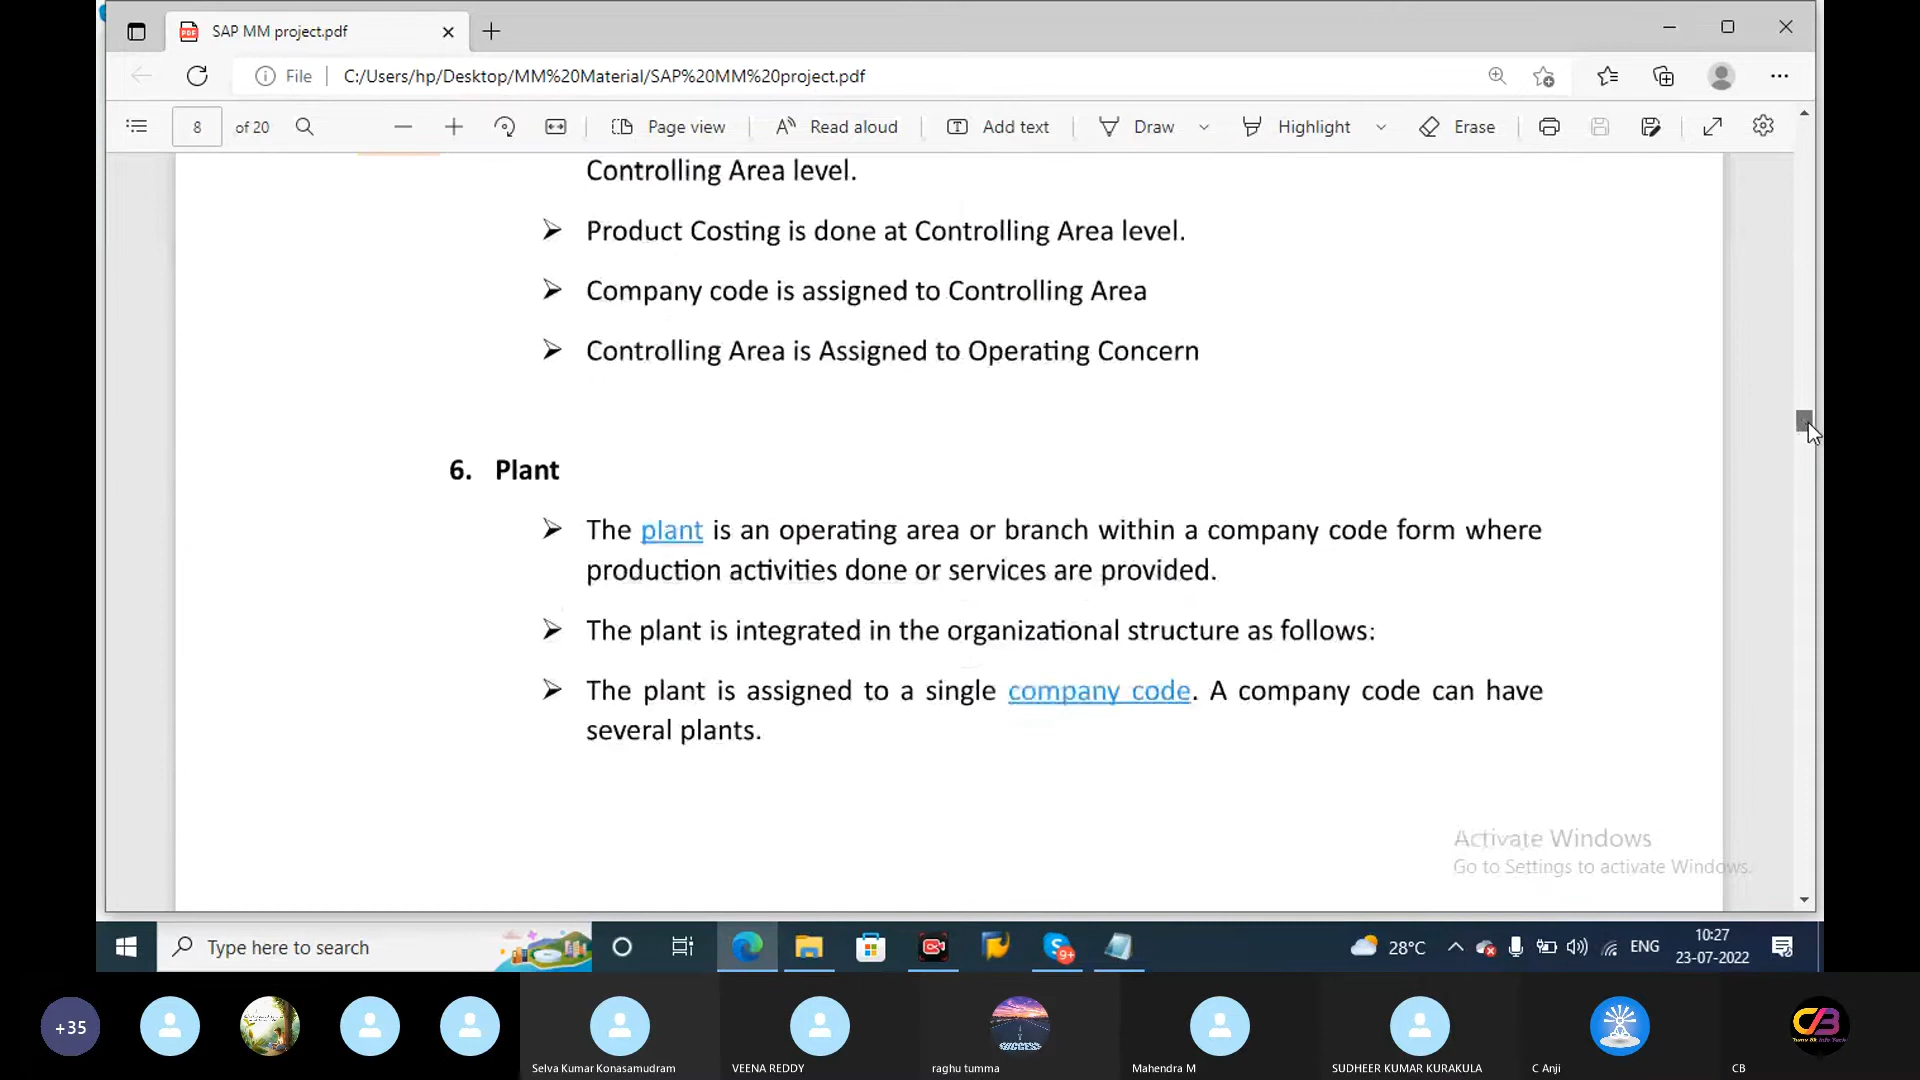 SAP MM project.pdf
File
C:/Users/hp/Desktop/MM%20Material/SAP%20MM%20project.pdf
8 of 20
Page view
Read aloud
Add text
Draw
Highlight
Erase
Controlling Area level.
➢ Product Costing is done at Controlling Area level.
➢ Company code is assigned to Controlling Area
➢ Controlling Area is Assigned to Operating Concern
6. Plant
➢ The plant is an operating area or branch within a company code form where
production activities done or services are provided.
➢ The plant is integrated in the organizational structure as follows:
➢ The plant is assigned to a single company code. A company code can have
several plants.
Activate Windows
Go to Settings to activate Windows.
Type here to search
9+
28°C
ENG
10:27
23-07-2022
+35
Selva Kumar Konasamudram
VEENA REDDY
raghu tumma
Mahendra M
SUDHEER KUMAR KURAKULA
C Anji
CB